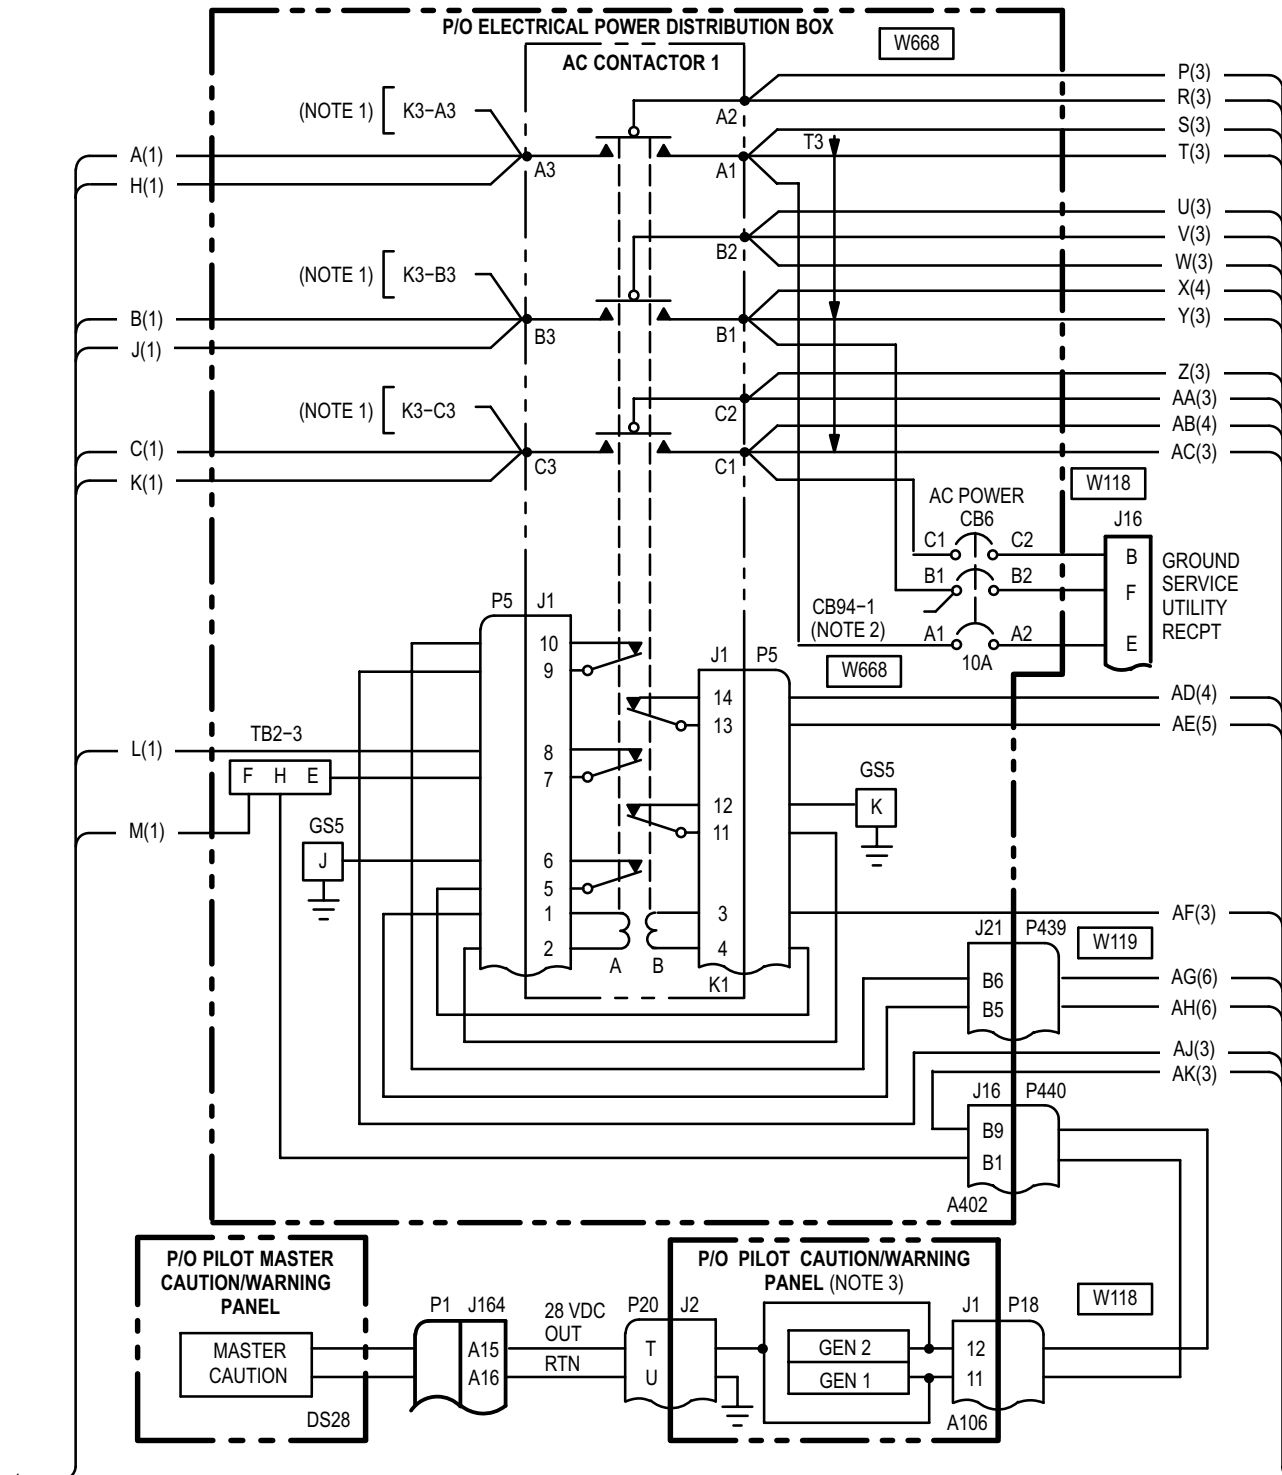 P/O ELECTRICAL POWER DISTRIBUTION BOX
W668
AC CONTACTOR 1
P(3)
R(3)
(NOTE 1) K3−A3
A2
S(3)
T3
A(1)
T(3)
A3
A1
H(1)
U(3)
V(3)
B2
W(3)
(NOTE 1) K3−B3
X(4)
B(1)
Y(3)
B3
B1
J(1)
Z(3)
AA(3)
(NOTE 1) K3−C3
C2
AB(4)
C(1)
AC(3)
C3
C1
K(1)
W118
AC POWER
CB6
J16
C1
C2
B
GROUND
SERVICE
UTILITY
RECPT
B1
B2
F
CB94−1
(NOTE 2)
A1
A2
E
10A
P5
J1
10
9
J1
P5
W668
14
AD(4)
13
AE(5)
TB2−3
L(1)
8
F H E
7
GS5
12
K
M(1)
11
GS5
J
6
5
1
3
AF(3)
2
4
A
B
K1
J21
P439
W119
B6
AG(6)
B5
AH(6)
AJ(3)
AK(3)
J16
P440
B9
B1
A402
P/O PILOT MASTER
CAUTION/WARNING
PANEL
P/O PILOT CAUTION/WARNING
PANEL (NOTE 3)
W118
P1
J164
28 VDC
OUT
P20
J2
J1
P18
MASTER
CAUTION
A15
T
GEN 2
12
RTN
A16
U
GEN 1
11
DS28
A106